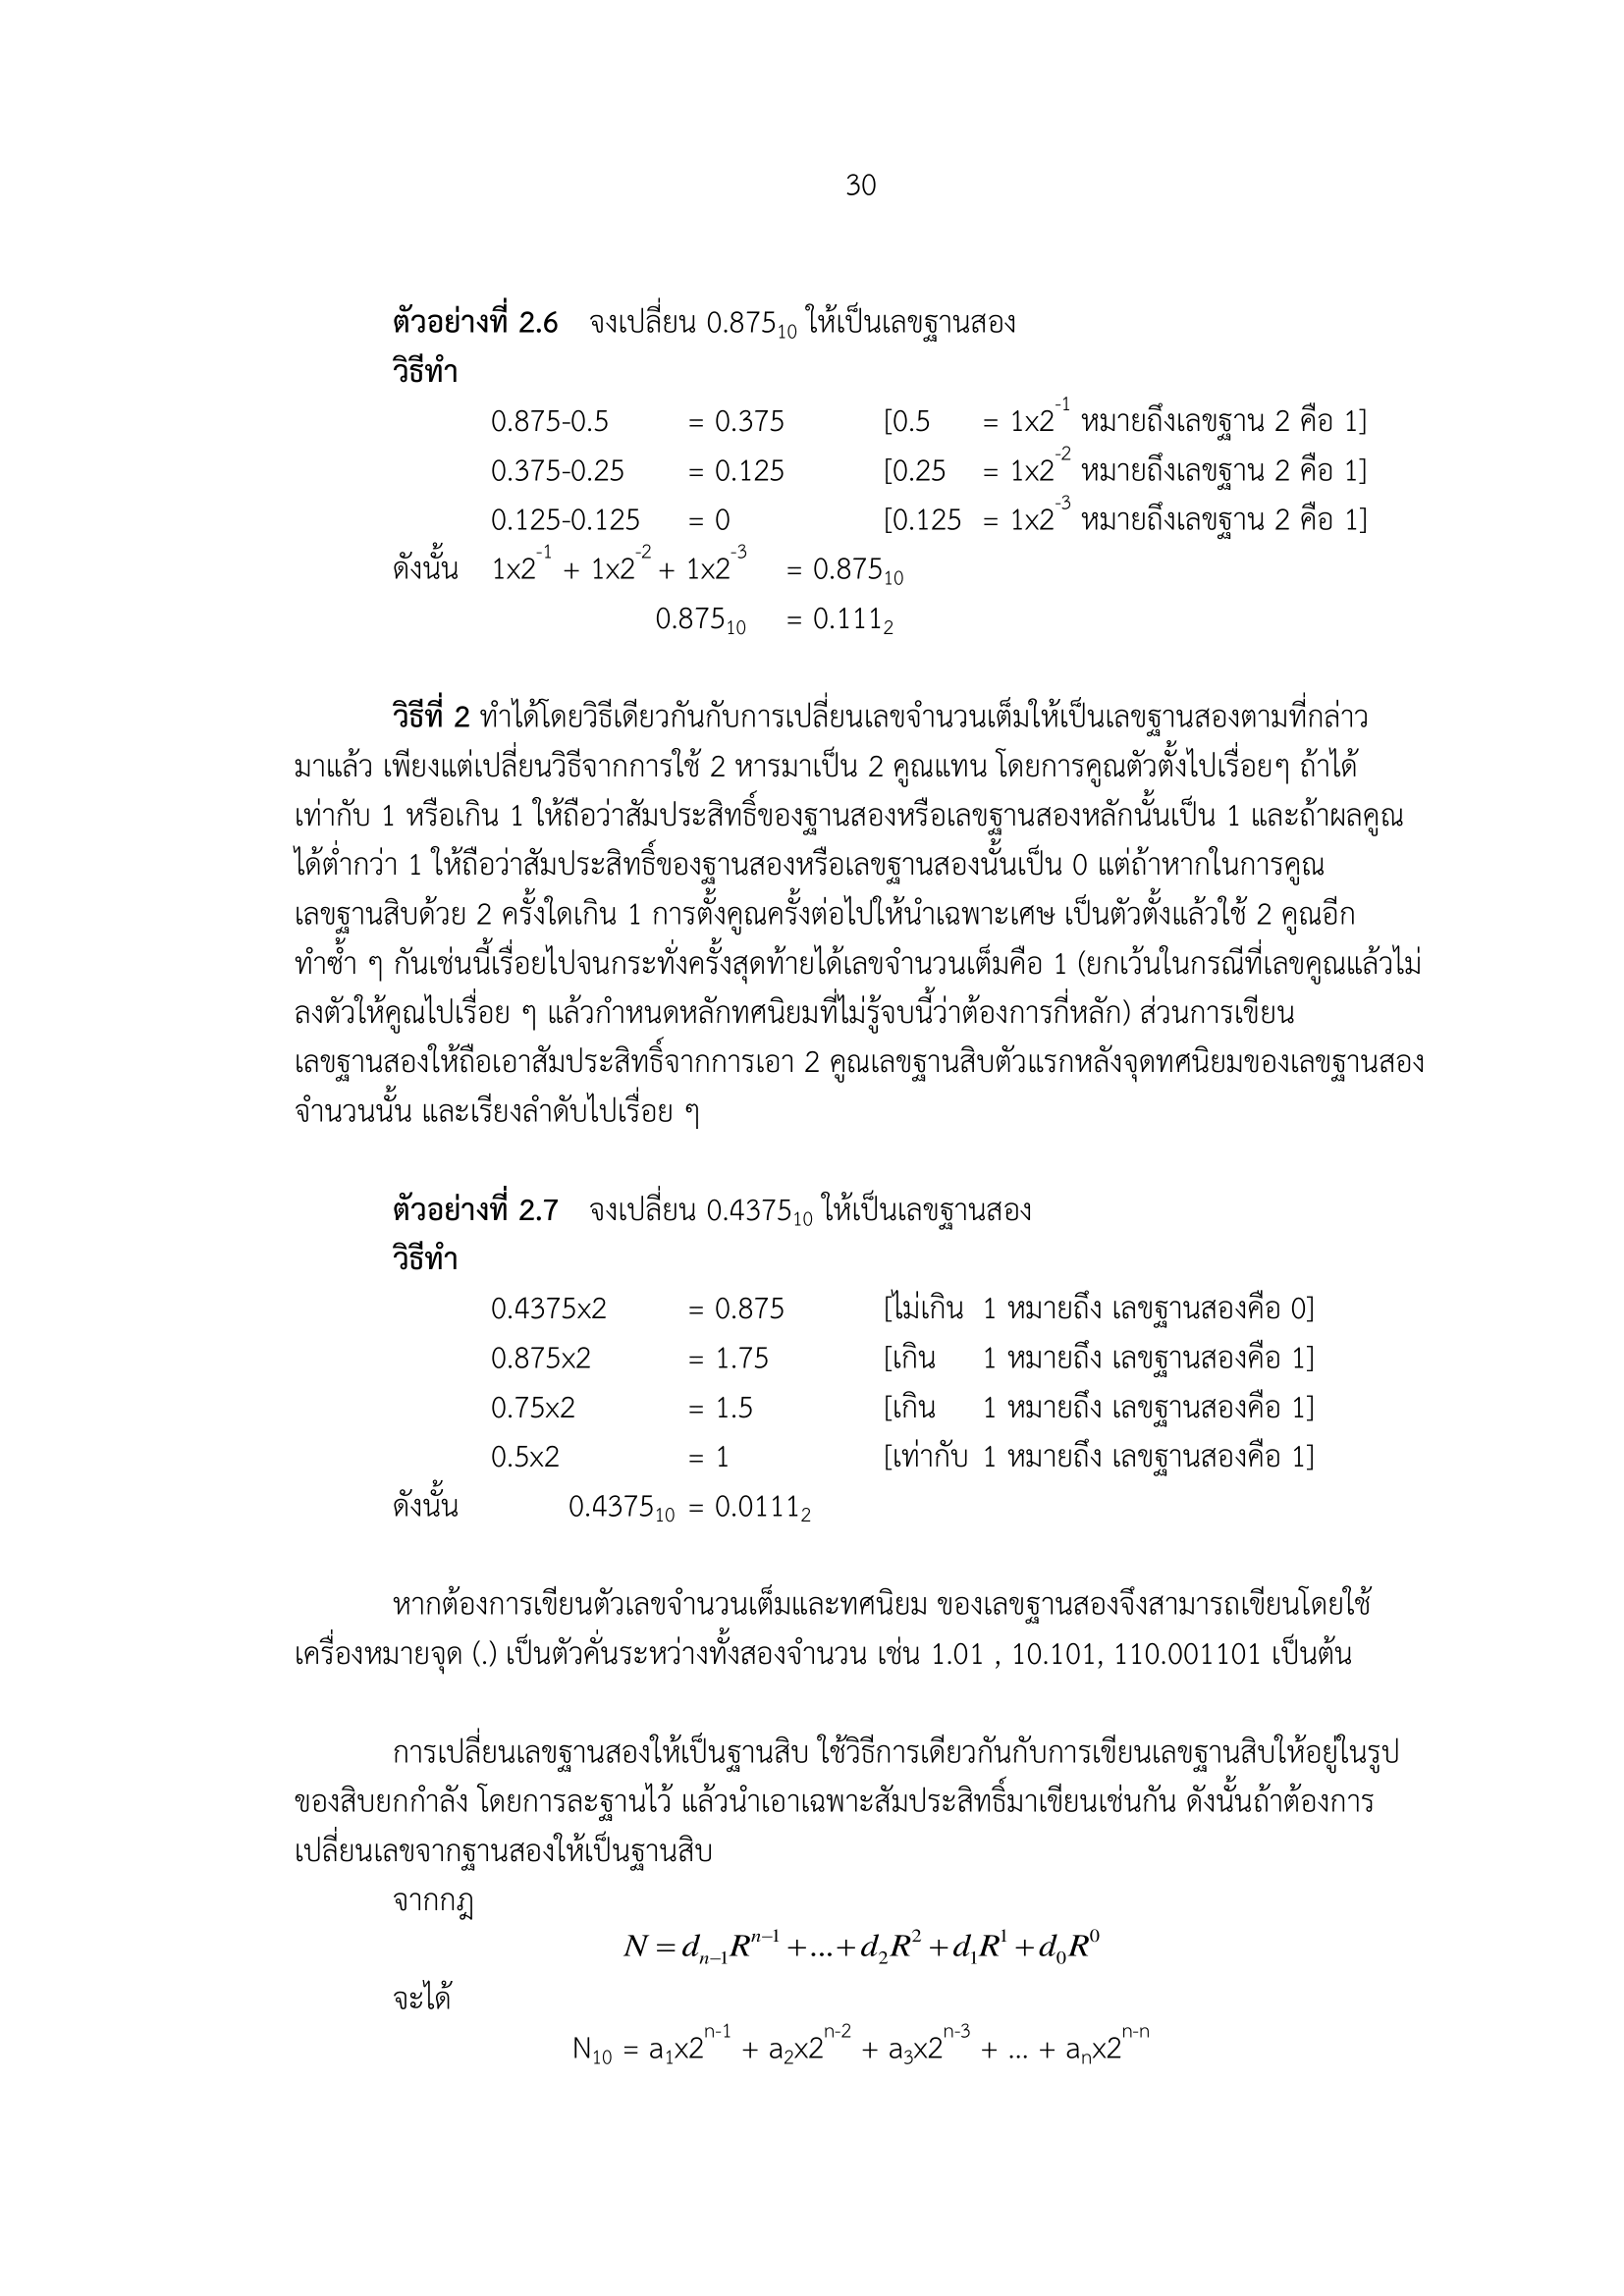 30
ตัวอย่างที่ 2.6 จงเปลี่ยน 0.875₁₀ ให้เป็นเลขฐานสอง
วิธีทำ
0.875-0.5 = 0.375 [0.5 = 1x2⁻¹ หมายถึงเลขฐาน 2 คือ 1]
0.375-0.25 = 0.125 [0.25 = 1x2⁻² หมายถึงเลขฐาน 2 คือ 1]
0.125-0.125 = 0 [0.125 = 1x2⁻³ หมายถึงเลขฐาน 2 คือ 1]
ดังนั้น 1x2⁻¹ + 1x2⁻² + 1x2⁻³ = 0.875₁₀
0.875₁₀ = 0.111₂
วิธีที่ 2 ทำได้โดยวิธีเดียวกันกับการเปลี่ยนเลขจำนวนเต็มให้เป็นเลขฐานสองตามที่กล่าว
มาแล้ว เพียงแต่เปลี่ยนวิธีจากการใช้ 2 หารมาเป็น 2 คูณแทน โดยการคูณตัวตั้งไปเรื่อยๆ ถ้าได้
เท่ากับ 1 หรือเกิน 1 ให้ถือว่าสัมประสิทธิ์ของฐานสองหรือเลขฐานสองหลักนั้นเป็น 1 และถ้าผลคูณ
ได้ต่ำกว่า 1 ให้ถือว่าสัมประสิทธิ์ของฐานสองหรือเลขฐานสองนั้นเป็น 0 แต่ถ้าหากในการคูณ
เลขฐานสิบด้วย 2 ครั้งใดเกิน 1 การตั้งคูณครั้งต่อไปให้นำเฉพาะเศษ เป็นตัวตั้งแล้วใช้ 2 คูณอีก
ทำซ้ำ ๆ กันเช่นนี้เรื่อยไปจนกระทั่งครั้งสุดท้ายได้เลขจำนวนเต็มคือ 1 (ยกเว้นในกรณีที่เลขคูณแล้วไม่
ลงตัวให้คูณไปเรื่อย ๆ แล้วกำหนดหลักทศนิยมที่ไม่รู้จบนี้ว่าต้องการกี่หลัก) ส่วนการเขียน
เลขฐานสองให้ถือเอาสัมประสิทธิ์จากการเอา 2 คูณเลขฐานสิบตัวแรกหลังจุดทศนิยมของเลขฐานสอง
จำนวนนั้น และเรียงลำดับไปเรื่อย ๆ
ตัวอย่างที่ 2.7 จงเปลี่ยน 0.4375₁₀ ให้เป็นเลขฐานสอง
วิธีทำ
0.4375x2 = 0.875 [ไม่เกิน 1 หมายถึง เลขฐานสองคือ 0]
0.875x2 = 1.75 [เกิน 1 หมายถึง เลขฐานสองคือ 1]
0.75x2 = 1.5 [เกิน 1 หมายถึง เลขฐานสองคือ 1]
0.5x2 = 1 [เท่ากับ 1 หมายถึง เลขฐานสองคือ 1]
ดังนั้น 0.4375₁₀ = 0.0111₂
หากต้องการเขียนตัวเลขจำนวนเต็มและทศนิยม ของเลขฐานสองจึงสามารถเขียนโดยใช้
เครื่องหมายจุด (.) เป็นตัวคั่นระหว่างทั้งสองจำนวน เช่น 1.01 , 10.101, 110.001101 เป็นต้น
การเปลี่ยนเลขฐานสองให้เป็นฐานสิบ ใช้วิธีการเดียวกันกับการเขียนเลขฐานสิบให้อยู่ในรูป
ของสิบยกกำลัง โดยการละฐานไว้ แล้วนำเอาเฉพาะสัมประสิทธิ์มาเขียนเช่นกัน ดังนั้นถ้าต้องการ
เปลี่ยนเลขจากฐานสองให้เป็นฐานสิบ
จากกฎ
N = dₙ₋₁Rⁿ⁻¹ +...+ d₂R² + d₁R¹ + d₀R⁰
จะได้
N₁₀ = a₁x2ⁿ⁻¹ + a₂x2ⁿ⁻² + a₃x2ⁿ⁻³ + ... + aₙx2ⁿ⁻ⁿ